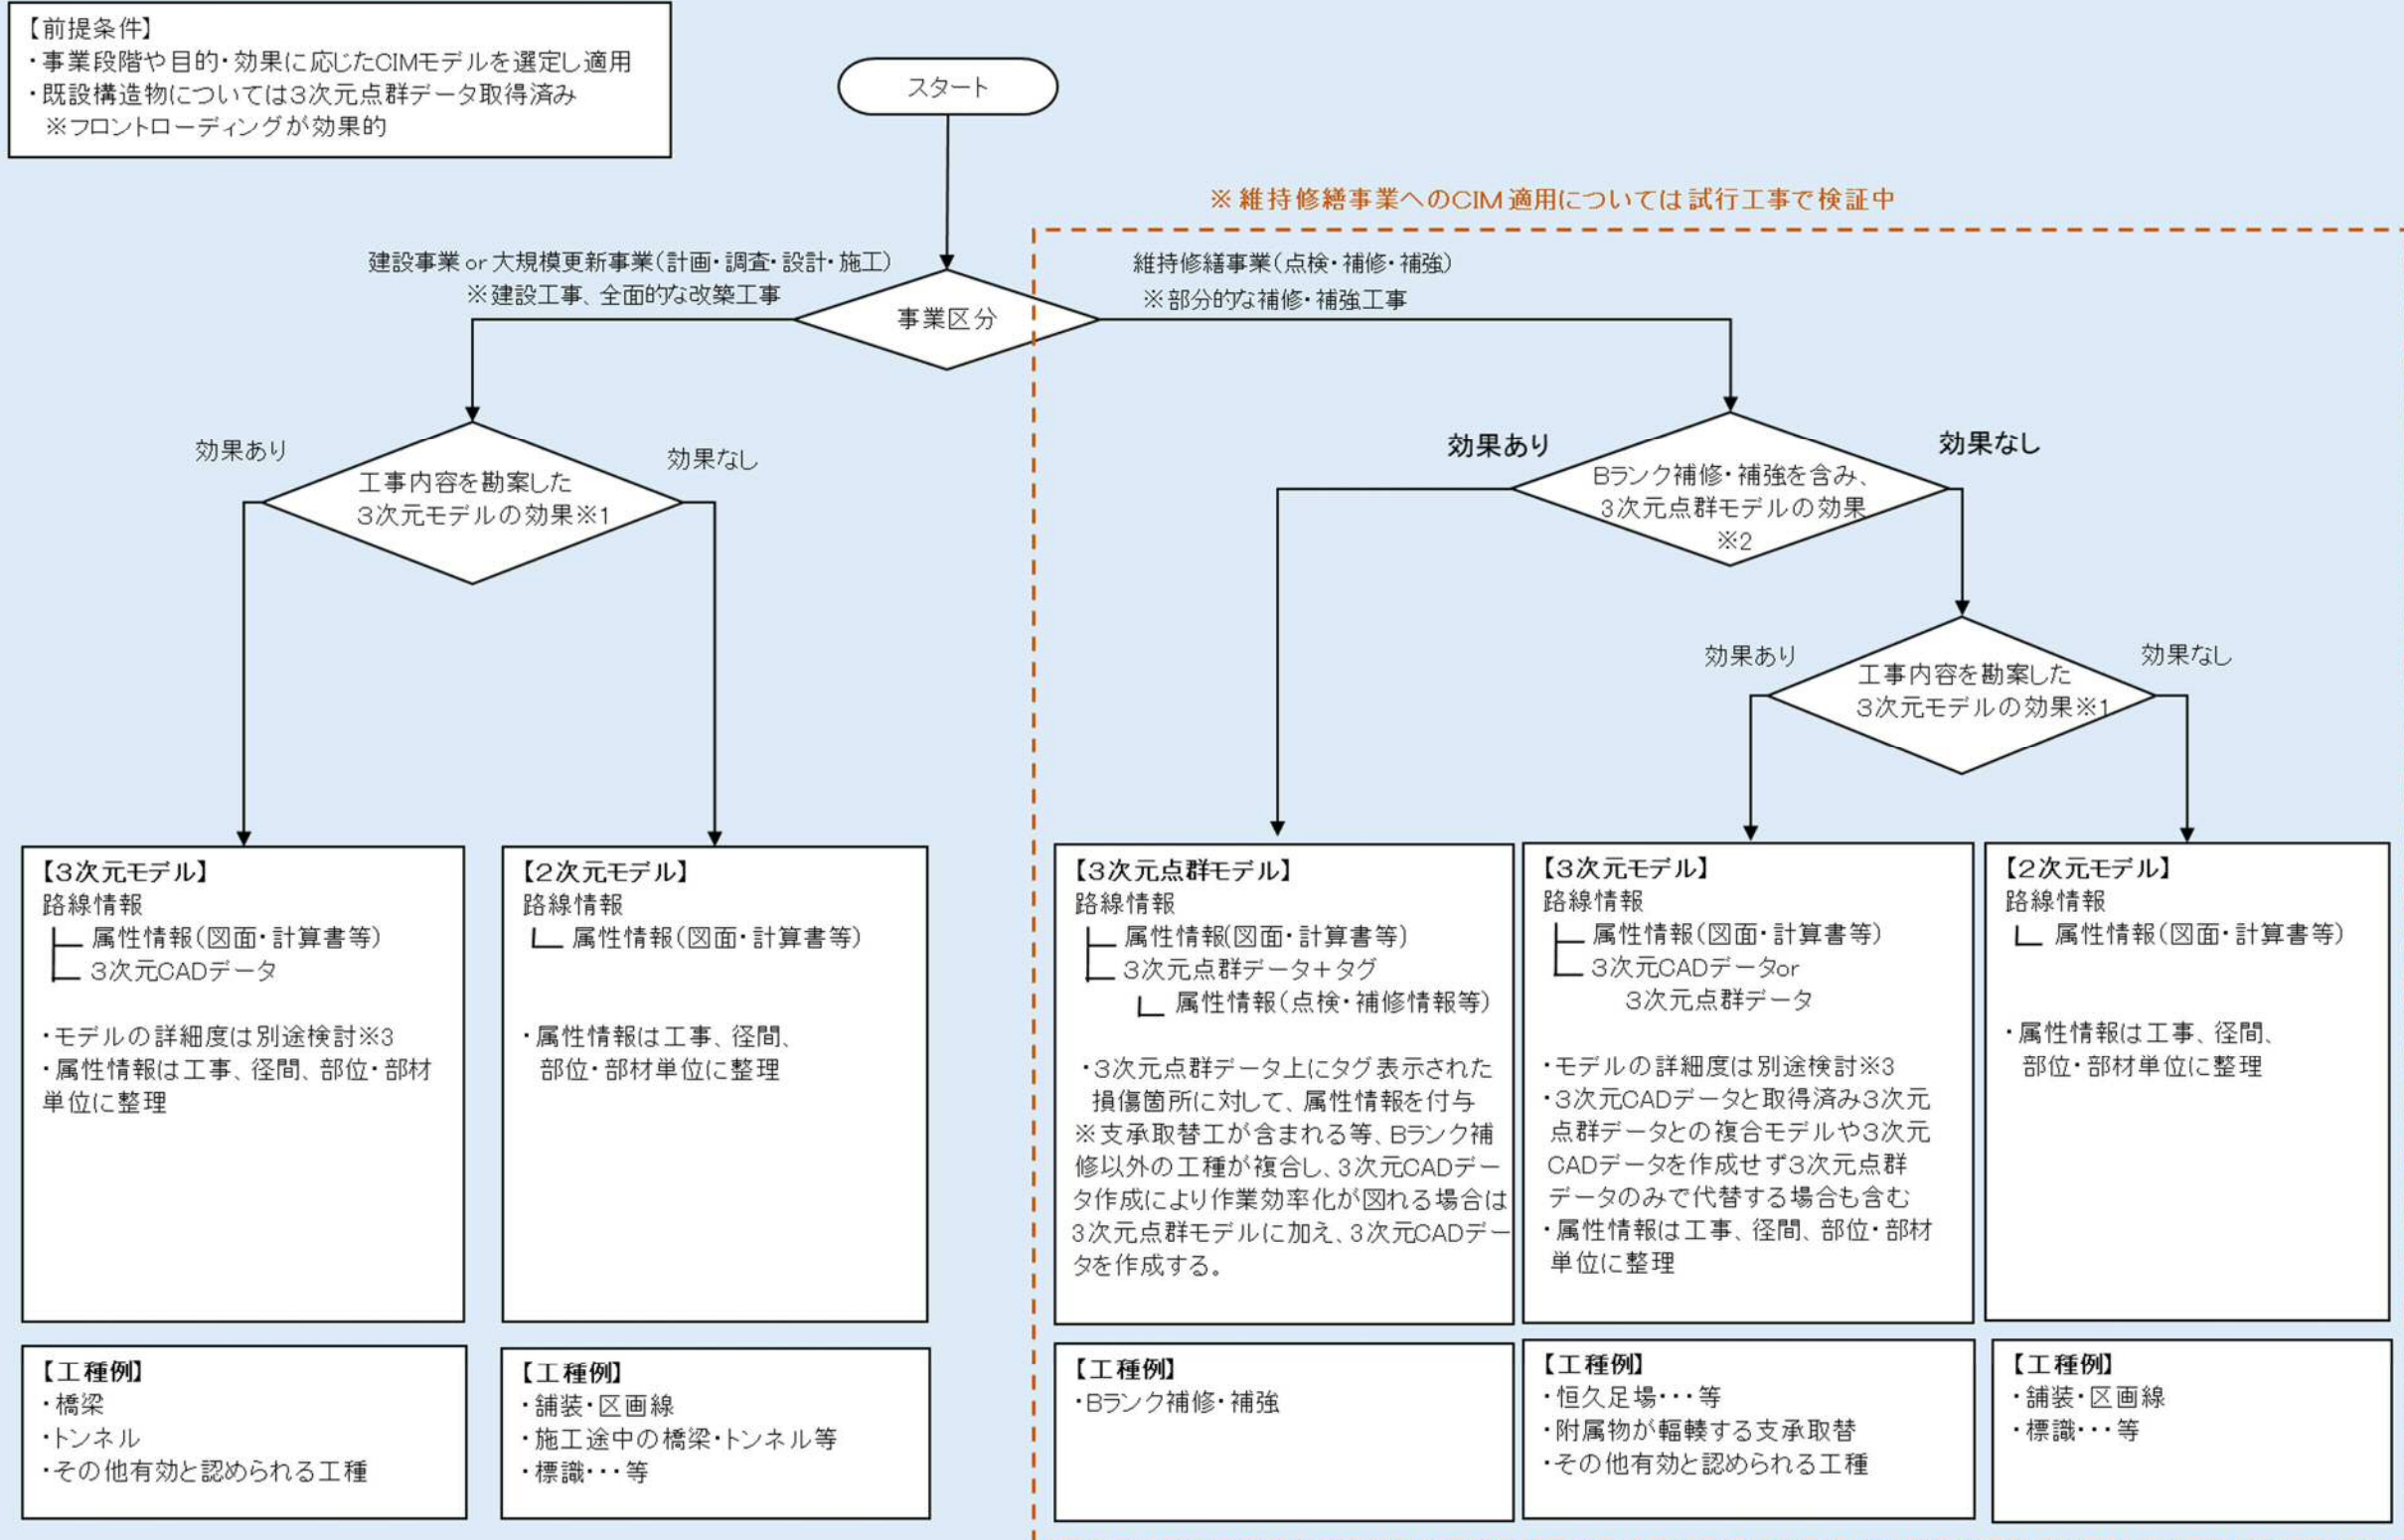 【前提条件】
・事業段階や目的・効果に応じたCIMモデルを選定し適用
・既設構造物については3次元点群データ取得済み
※フロントローディングが効果的
スタート
※維持修繕事業へのCIM適用については試行工事で検証中
建設事業or大規模更新事業(計画・調査・設計・施工)
※建設工事、全面的な改築工事
事業区分
維持修繕事業(点検・補修・補強)
※部分的な補修・補強工事
効果あり
工事内容を勘案した
3次元モデルの効果※1
効果なし
効果あり
Bランク補修・補強を含み、
3次元点群モデルの効果
※2
効果なし
効果あり
工事内容を勘案した
3次元モデルの効果※1
効果なし
【3次元モデル】
路線情報
属性情報(図面・計算書等)
3次元CADデータ
・モデルの詳細度は別途検討※3
・属性情報は工事、径間、部位・部材
単位に整理
【2次元モデル】
路線情報
属性情報(図面・計算書等)
・属性情報は工事、径間、
部位・部材単位に整理
【3次元点群モデル】
路線情報
属性情報(図面・計算書等)
3次元点群データ+タグ
属性情報(点検・補修情報等)
・3次元点群データ上にタグ表示された
損傷箇所に対して、属性情報を付与
※支承取替工が含まれる等、Bランク補
修以外の工種が複合し、3次元CADデー
タ作成により作業効率化が図れる場合は
3次元点群モデルに加え、3次元CADデー
タを作成する。
【3次元モデル】
路線情報
属性情報(図面・計算書等)
3次元CADデータor
3次元点群データ
・モデルの詳細度は別途検討※3
・3次元CADデータと取得済み3次元
点群データとの複合モデルや3次元
CADデータを作成せず3次元点群
データのみで代替する場合も含む
・属性情報は工事、径間、部位・部材
単位に整理
【2次元モデル】
路線情報
属性情報(図面・計算書等)
・属性情報は工事、径間、
部位・部材単位に整理
【工種例】
・橋梁
・トンネル
・その他有効と認められる工種
【工種例】
・舗装・区画線
・施工途中の橋梁・トンネル等
・標識・・・等
【工種例】
・Bランク補修・補強
【工種例】
・恒久足場・・・等
・附属物が輻輳する支承取替
・その他有効と認められる工種
【工種例】
・舗装・区画線
・標識・・・等